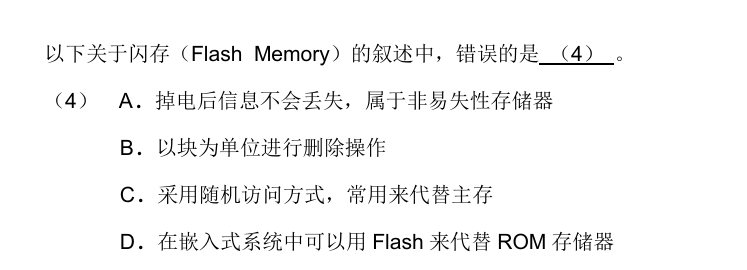 以下关于闪存（Flash Memory）的叙述中，错误的是 （4） 。
（4） A．掉电后信息不会丢失，属于非易失性存储器
B．以块为单位进行删除操作
C．采用随机访问方式，常用来代替主存
D．在嵌入式系统中可以用 Flash 来代替 ROM 存储器